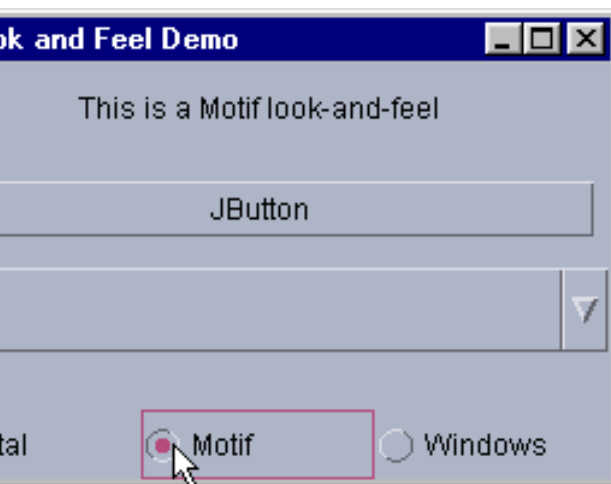 ok and Feel Demo
This is a Motif look-and-feel
JButton
tal Motif Windows